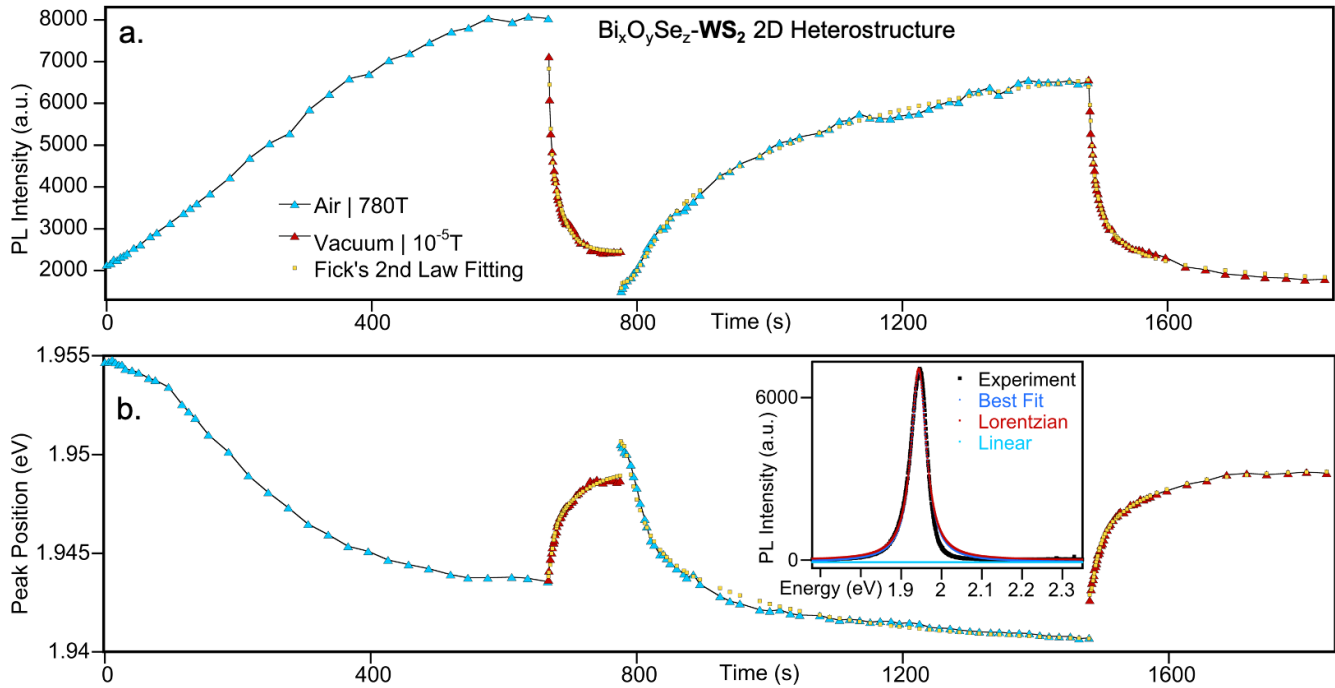 a.
Bi_xO_ySe_z-WS_2 2D Heterostructure
PL Intensity (a.u.)
8000
7000
6000
5000
4000
3000
2000
Air | 780T
Vacuum | 10^-5T
Fick's 2nd Law Fitting
0
400
800
1200
1600
Time (s)
b.
Peak Position (eV)
1.955
1.95
1.945
1.94
PL Intensity (a.u.)
6000
0
Experiment
Best Fit
Lorentzian
Linear
Energy (eV) 1.9 2 2.1 2.2 2.3
0
400
800
1200
1600
Time (s)